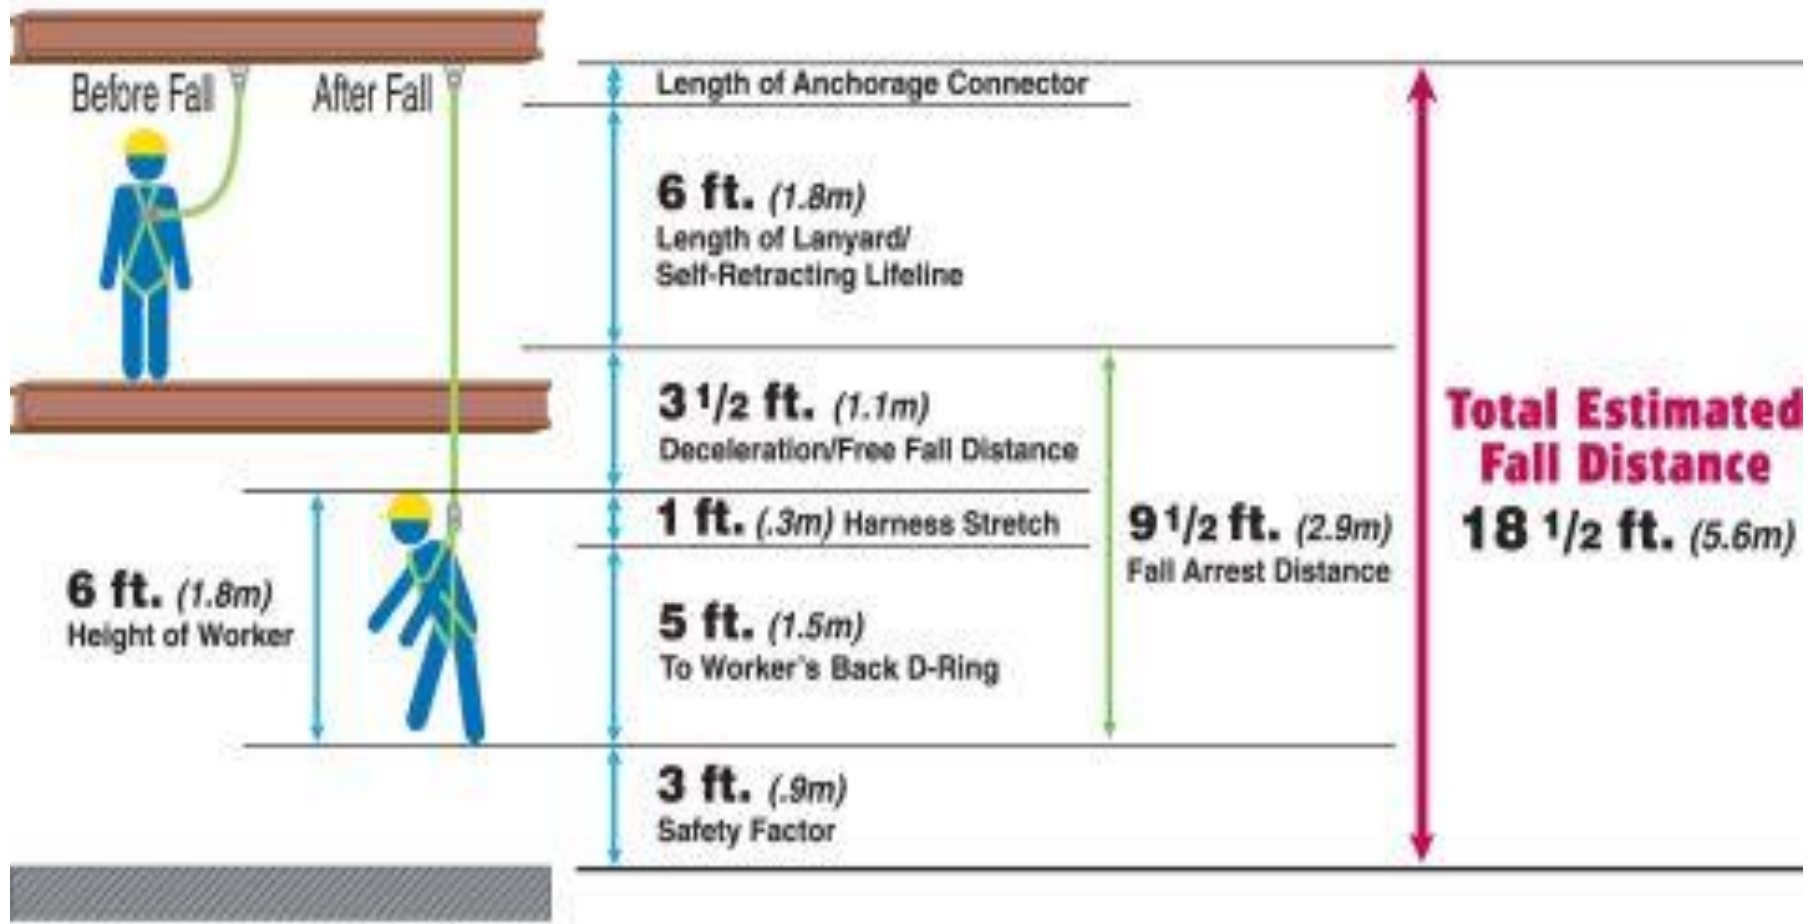 Before Fall
After Fall
Length of Anchorage Connector
6 ft. (1.8m)
Length of Lanyard/
Self-Retracting Lifeline
3 1/2 ft. (1.1m)
Deceleration/Free Fall Distance
1 ft. (.3m) Harness Stretch
9 1/2 ft. (2.9m)
Fall Arrest Distance
Total Estimated
Fall Distance
18 1/2 ft. (5.6m)
6 ft. (1.8m)
Height of Worker
5 ft. (1.5m)
To Worker's Back D-Ring
3 ft. (.9m)
Safety Factor